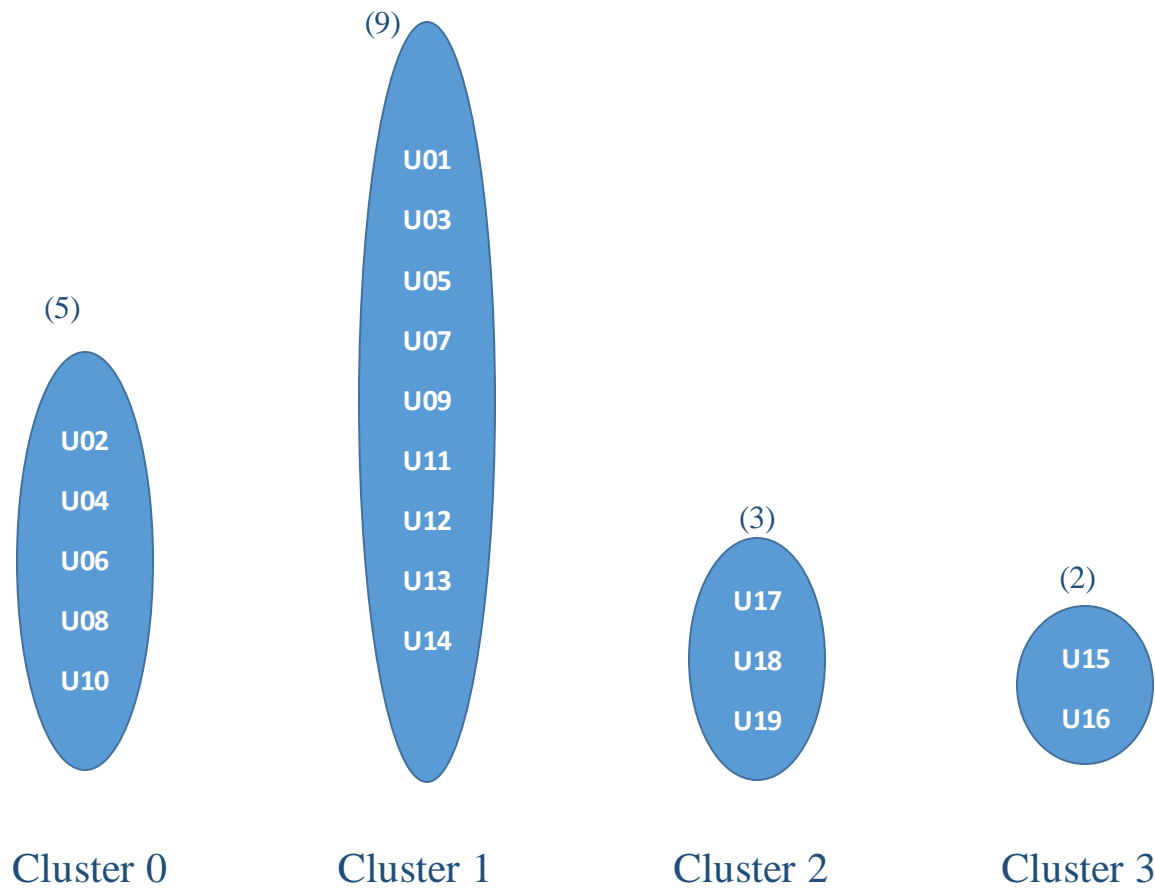 (5)
U02
U04
U06
U08
U10
Cluster 0
(9)
U01
U03
U05
U07
U09
U11
U12
U13
U14
Cluster 1
(3)
U17
U18
U19
Cluster 2
(2)
U15
U16
Cluster 3